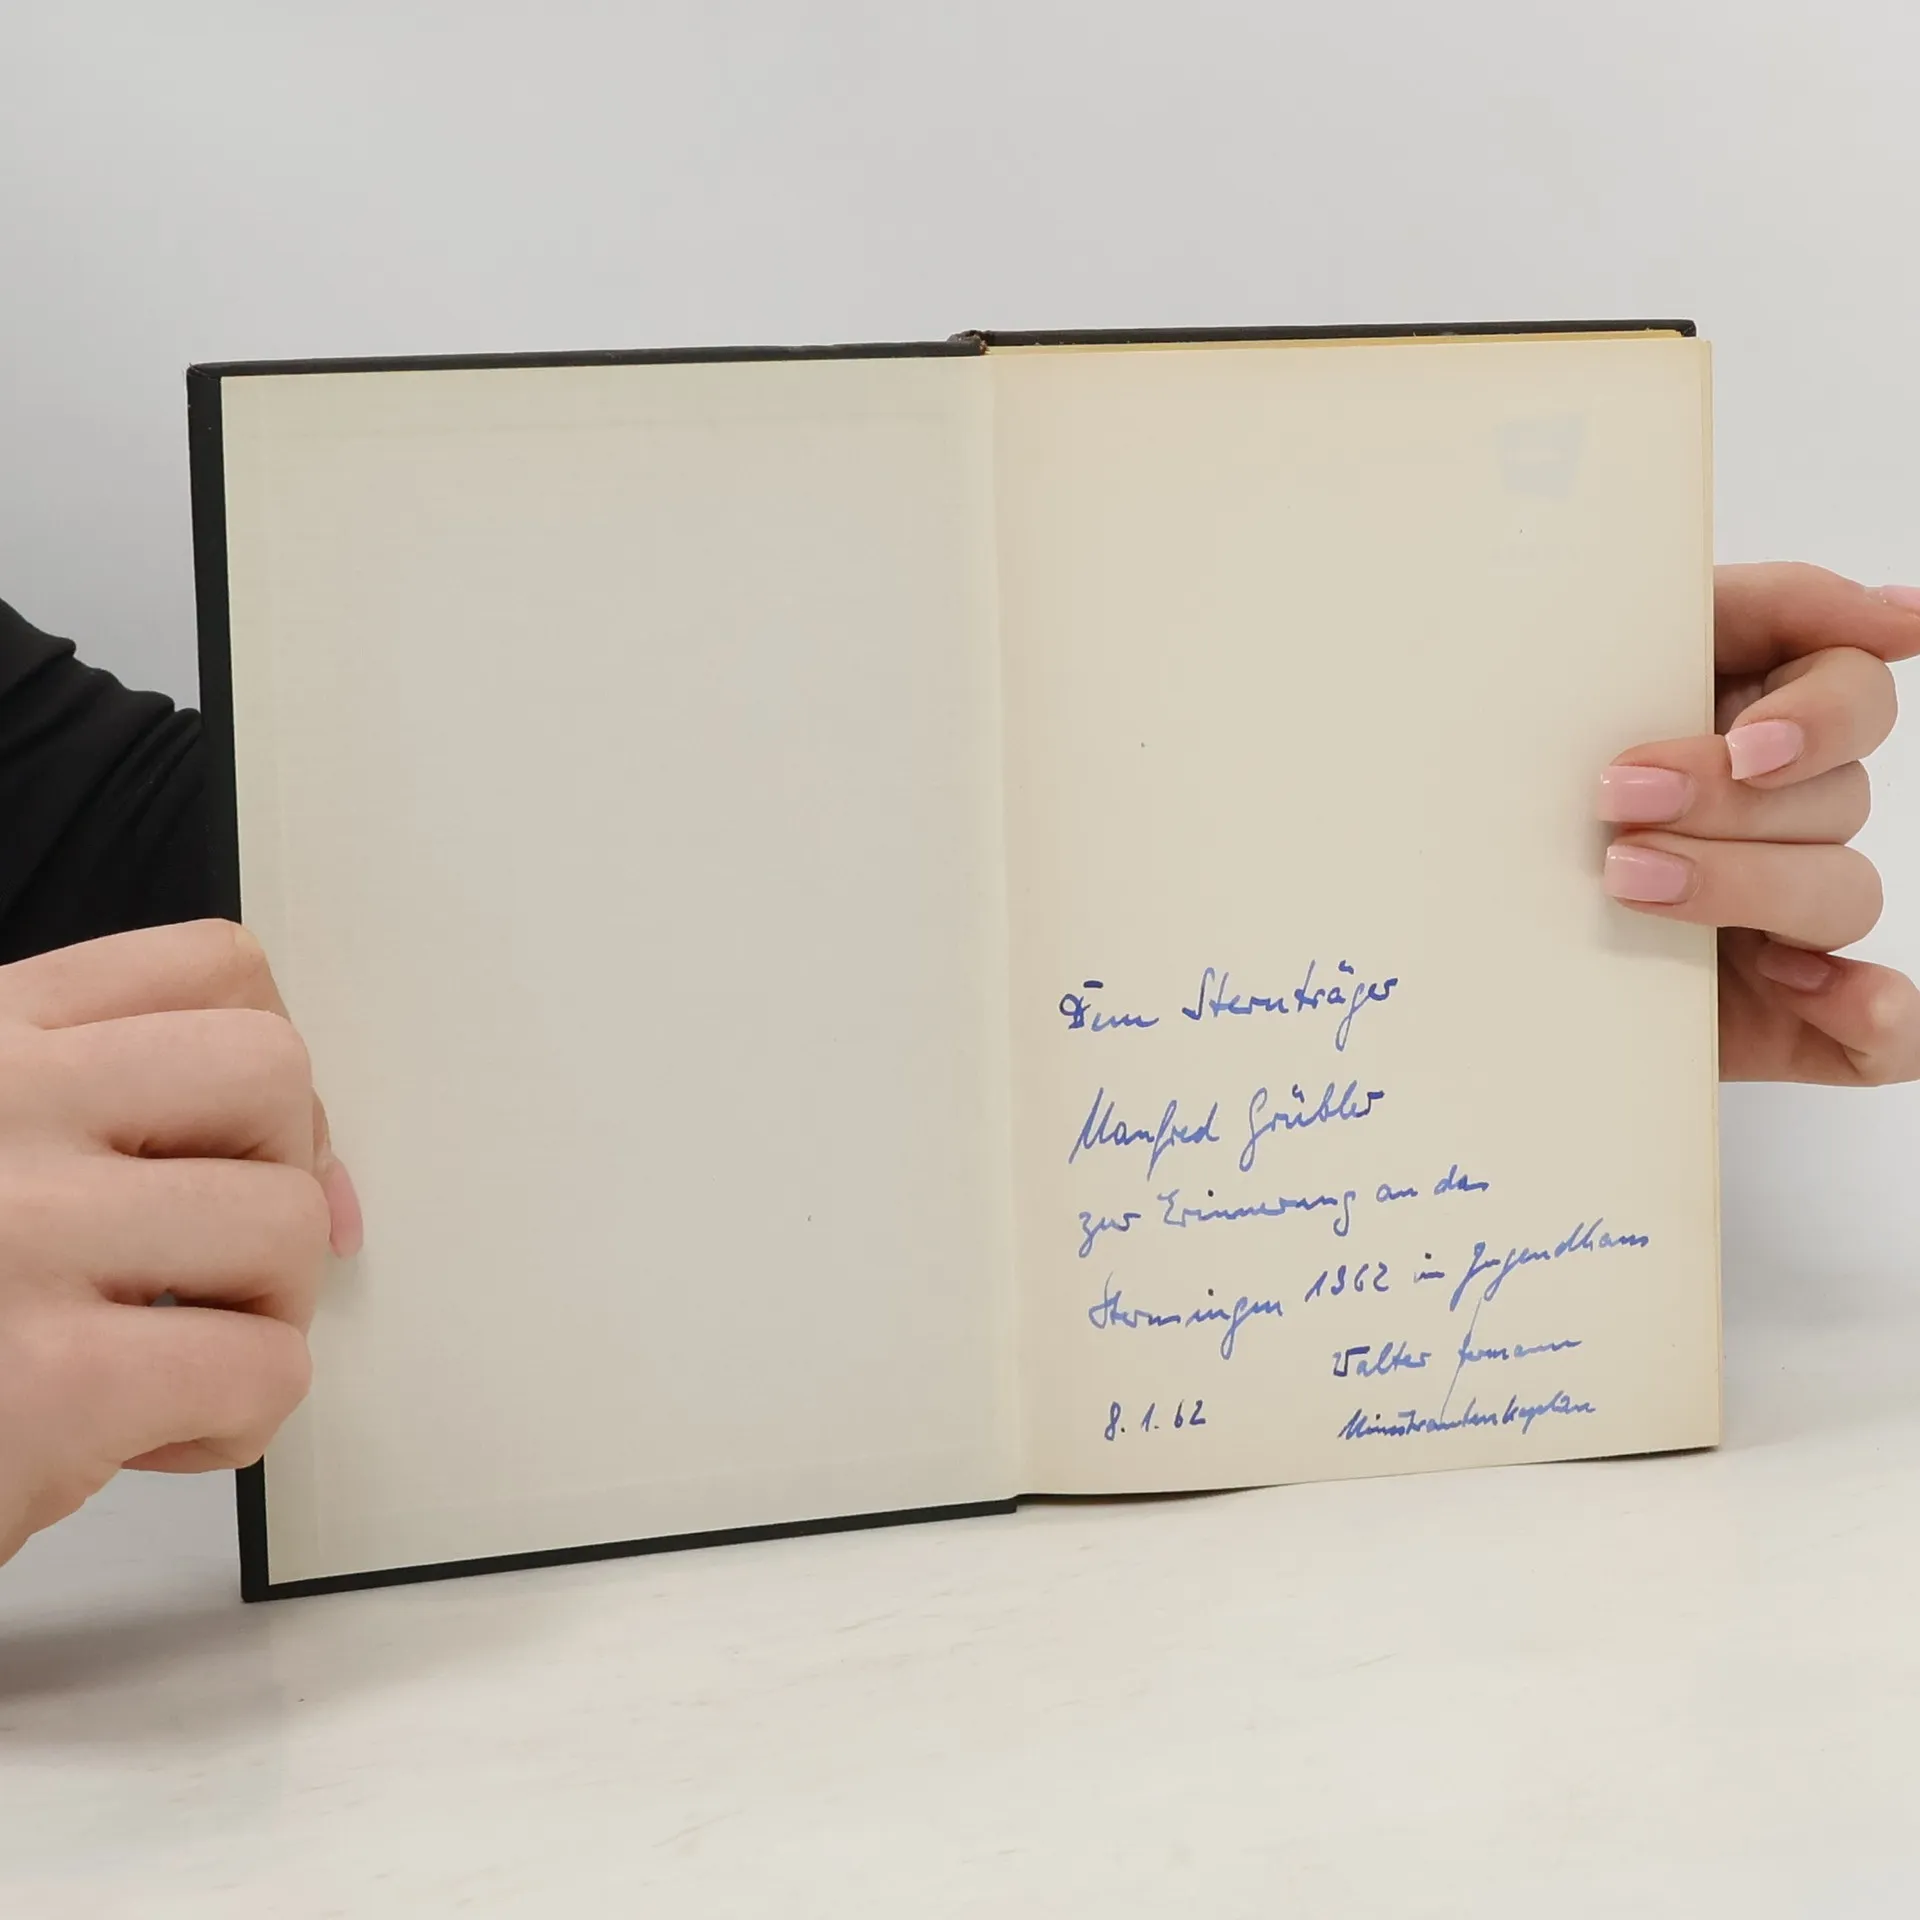 Dem Sternträger
Manfred Grübler
zur Erinnerung an das
Sternsingen 1962 im Jugendhaus
Walter
8.1.62 Ministrantenkaplan